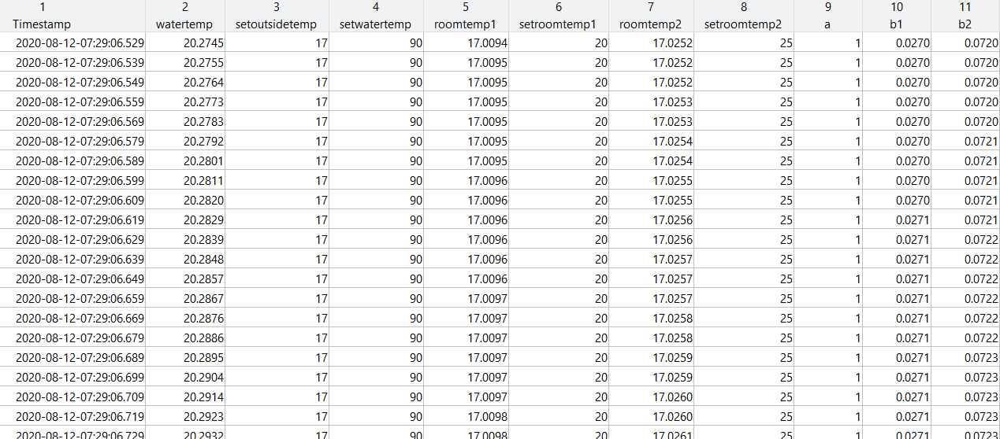 1 2 3 4 5 6 7 8 9 10 11
Timestamp watertemp setoutsidetemp setwatertemp roomtemp1 setroomtemp1 roomtemp2 setroomtemp2 a b1 b2
2020-08-12-07:29:06.529 20.2745 17 90 17.0094 20 17.0252 25 1 0.0270 0.0720
2020-08-12-07:29:06.539 20.2755 17 90 17.0095 20 17.0252 25 1 0.0270 0.0720
2020-08-12-07:29:06.549 20.2764 17 90 17.0095 20 17.0252 25 1 0.0270 0.0720
2020-08-12-07:29:06.559 20.2773 17 90 17.0095 20 17.0253 25 1 0.0270 0.0720
2020-08-12-07:29:06.569 20.2783 17 90 17.0095 20 17.0253 25 1 0.0270 0.0720
2020-08-12-07:29:06.579 20.2792 17 90 17.0095 20 17.0254 25 1 0.0270 0.0721
2020-08-12-07:29:06.589 20.2801 17 90 17.0095 20 17.0254 25 1 0.0270 0.0721
2020-08-12-07:29:06.599 20.2811 17 90 17.0096 20 17.0255 25 1 0.0270 0.0721
2020-08-12-07:29:06.609 20.2820 17 90 17.0096 20 17.0255 25 1 0.0270 0.0721
2020-08-12-07:29:06.619 20.2829 17 90 17.0096 20 17.0256 25 1 0.0271 0.0721
2020-08-12-07:29:06.629 20.2839 17 90 17.0096 20 17.0256 25 1 0.0271 0.0722
2020-08-12-07:29:06.639 20.2848 17 90 17.0096 20 17.0257 25 1 0.0271 0.0722
2020-08-12-07:29:06.649 20.2857 17 90 17.0096 20 17.0257 25 1 0.0271 0.0722
2020-08-12-07:29:06.659 20.2867 17 90 17.0097 20 17.0257 25 1 0.0271 0.0722
2020-08-12-07:29:06.669 20.2876 17 90 17.0097 20 17.0258 25 1 0.0271 0.0722
2020-08-12-07:29:06.679 20.2886 17 90 17.0097 20 17.0258 25 1 0.0271 0.0722
2020-08-12-07:29:06.689 20.2895 17 90 17.0097 20 17.0259 25 1 0.0271 0.0723
2020-08-12-07:29:06.699 20.2904 17 90 17.0097 20 17.0259 25 1 0.0271 0.0723
2020-08-12-07:29:06.709 20.2914 17 90 17.0097 20 17.0260 25 1 0.0271 0.0723
2020-08-12-07:29:06.719 20.2923 17 90 17.0098 20 17.0260 25 1 0.0271 0.0723
2020-08-12-07:29:06.729 20.2932 17 90 17.0098 20 17.0261 25 1 0.0271 0.0723